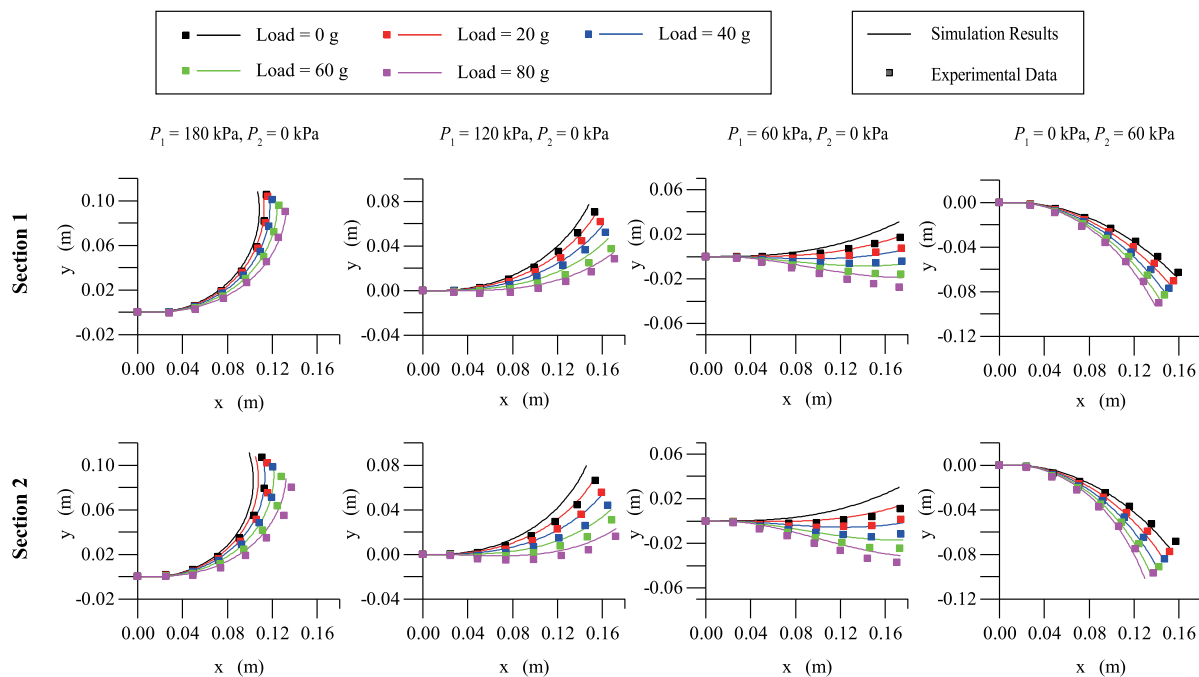 Load = 0 g Load = 20 g Load = 40 g
Load = 60 g Load = 80 g
Simulation Results
Experimental Data
P1 = 180 kPa, P2 = 0 kPa
P1 = 120 kPa, P2 = 0 kPa
P1 = 60 kPa, P2 = 0 kPa
P1 = 0 kPa, P2 = 60 kPa
Section 1
y (m)
0.10
0.06
0.02
-0.02
0.00 0.04 0.08 0.12 0.16
x (m)
y (m)
0.08
0.04
0.00
-0.04
0.00 0.04 0.08 0.12 0.16
x (m)
y (m)
0.06
0.02
-0.03
-0.07
0.00 0.04 0.08 0.12 0.16
x (m)
y (m)
0.00
-0.04
-0.08
-0.12
0.00 0.04 0.08 0.12 0.16
x (m)
Section 2
y (m)
0.10
0.06
0.02
-0.02
0.00 0.04 0.08 0.12 0.16
x (m)
y (m)
0.08
0.04
0.00
-0.04
0.00 0.04 0.08 0.12 0.16
x (m)
y (m)
0.06
0.02
-0.03
-0.07
0.00 0.04 0.08 0.12 0.16
x (m)
y (m)
0.00
-0.04
-0.08
-0.12
0.00 0.04 0.08 0.12 0.16
x (m)